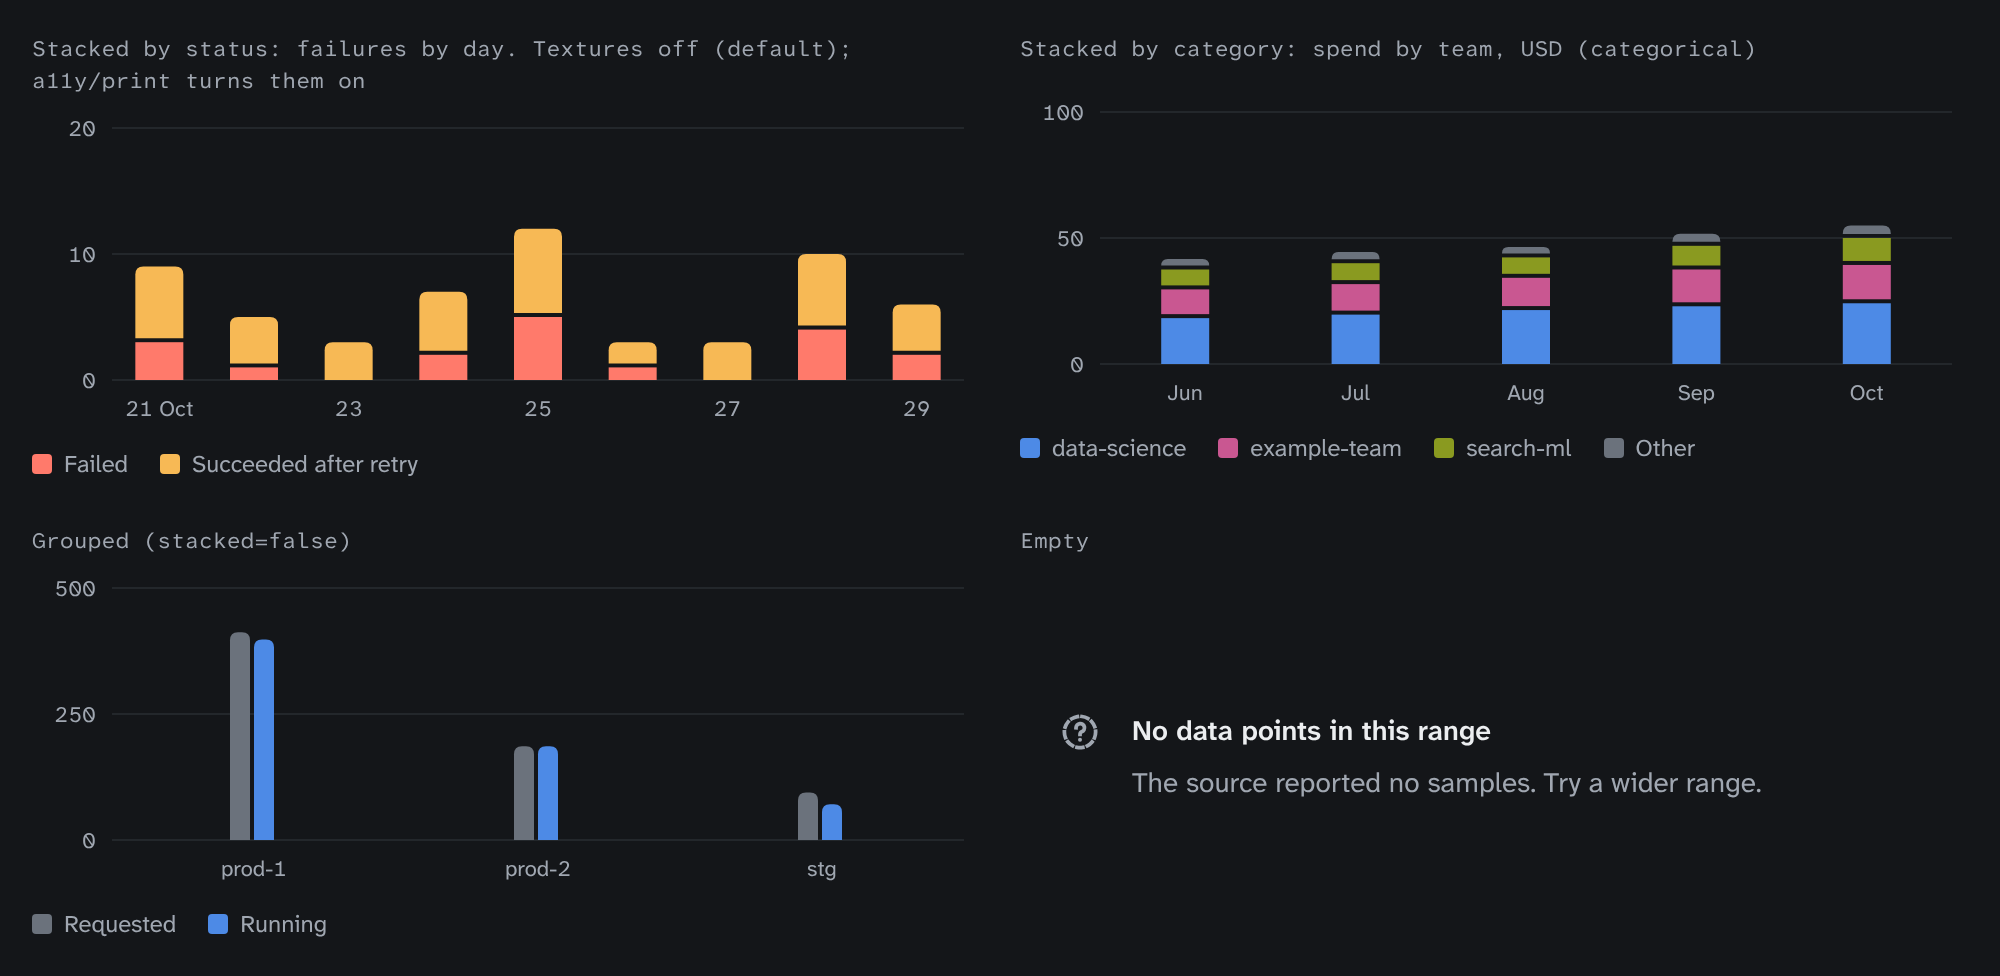 Stacked by status: failures by day. Textures off (default);
a11y/print turns them on
20
10
0
21 Oct
23
25
27
29
Failed
Succeeded after retry
Stacked by category: spend by team, USD (categorical)
100
50
0
Jun
Jul
Aug
Sep
Oct
data-science
example-team
search-ml
Other
Grouped (stacked=false)
500
250
0
prod-1
prod-2
stg
Requested
Running
Empty
No data points in this range
The source reported no samples. Try a wider range.